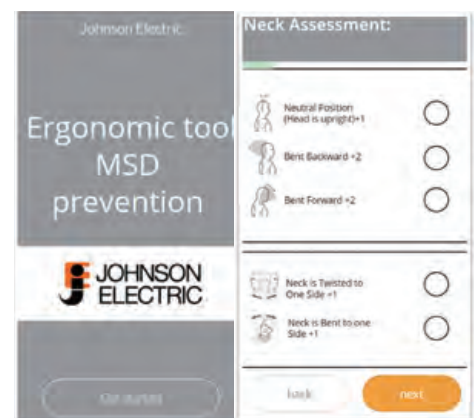 Johnson Electric
Ergonomic tool
MSD
prevention
JOHNSON
ELECTRIC
Get started
Neck Assessment:
Neutral Position
(Head is upright)+1
Bent Backward +2
Bent Forward +2
Neck is Twisted to
One Side +1
Neck is Bent to one
Side +1
back
next